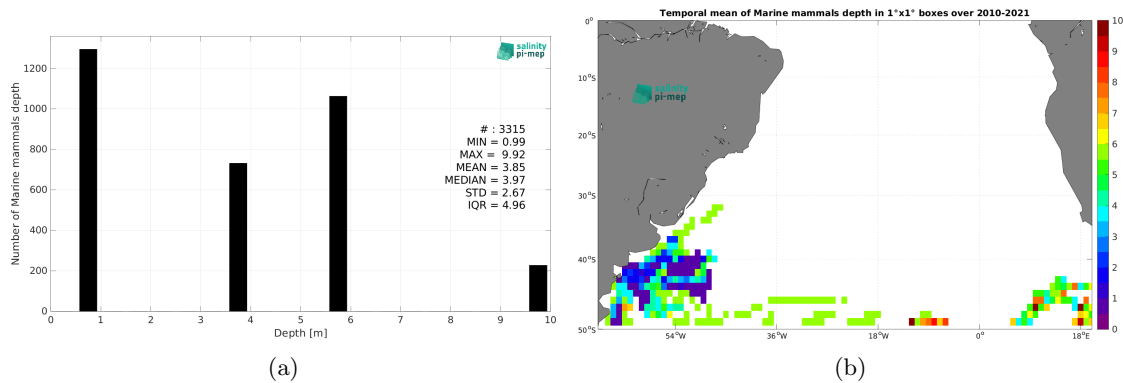 salinity
pi-mep
Number of Marine mammals depth
1200
1000
800
600
400
200
0
# : 3315
MIN = 0.99
MAX = 9.92
MEAN = 3.85
MEDIAN = 3.97
STD = 2.67
IQR = 4.96
0 1 2 3 4 5 6 7 8 9 10
Depth [m]
(a)
Temporal mean of Marine mammals depth in 1°x1° boxes over 2010-2021
0°
10°S
20°S
30°S
40°S
50°S
salinity
pi-mep
54°W 36°W 18°W 0° 18°E
10
9
8
7
6
5
4
3
2
1
0
(b)